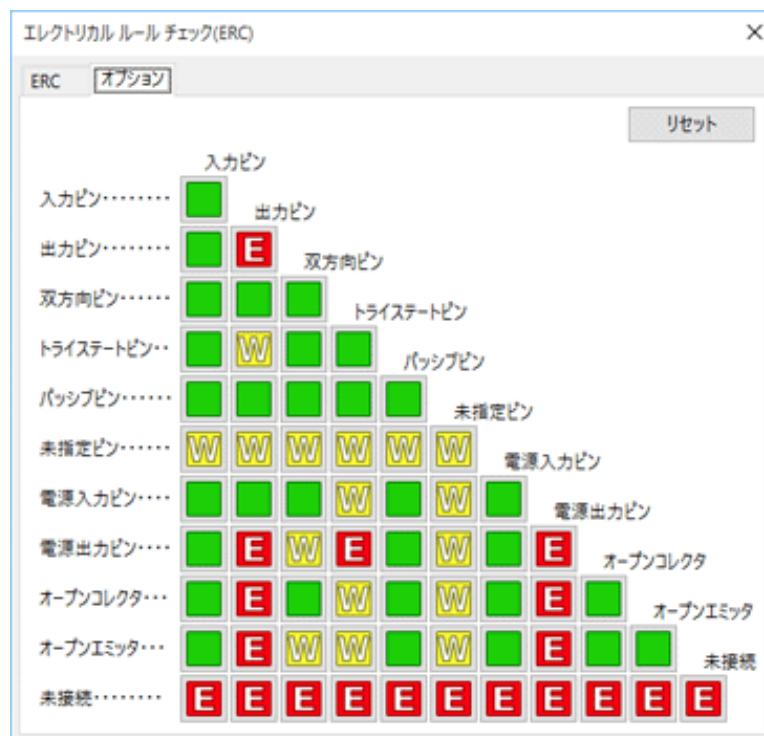 エレクトリカル ルール チェック(ERC)
ERC オプション
リセット
入力ピン
入力ピン········
出力ピン
出力ピン········ E
双方向ピン
双方向ピン······
トライステートピン
トライステートピン·· W
パッシブピン
パッシブピン······
未指定ピン
未指定ピン······ W W W W W W
電源入力ピン
電源入力ピン···· W W
電源出力ピン
電源出力ピン···· E W E W E
オープンコレクタ
オープンコレクタ··· E W W E
オープンエミッタ
オープンエミッタ··· E W W W E
未接続
未接続········ E E E E E E E E E E E